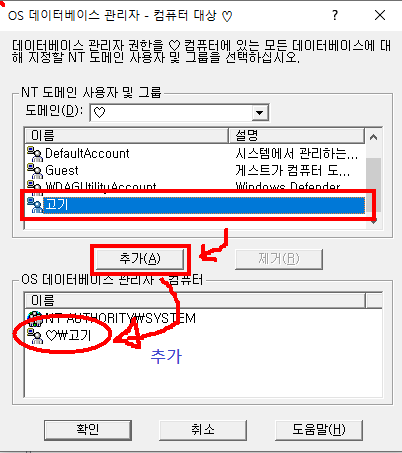 OS 데이터베이스 관리자 - 컴퓨터 대상 ♡
데이터베이스 관리자 권한을 ♡ 컴퓨터에 있는 모든 데이터베이스에 대
해 지정할 NT 도메인 사용자 및 그룹을 선택하십시오.
NT 도메인 사용자 및 그룹
도메인(D): ♡
이름 설명
DefaultAccount 시스템에서 관리하는...
Guest 게스트가 컴퓨터 도...
WDAGUtilityAccount Windows Defender
고기
추가(A) 제거(R)
OS 데이터베이스 관리자 - 컴퓨터
이름
NT AUTHORITY₩SYSTEM
♡₩고기
추가
확인 취소 도움말(H)